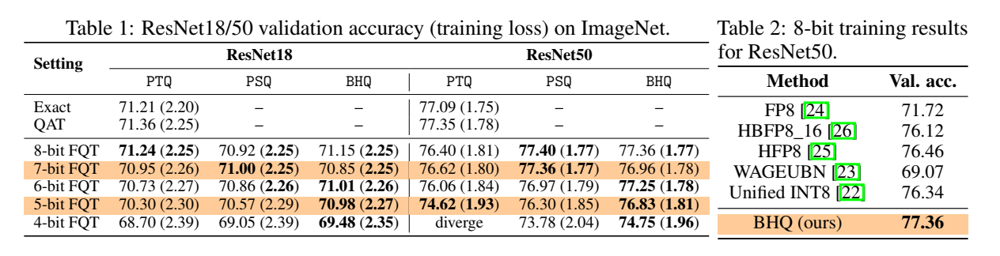 Table 1: ResNet18/50 validation accuracy (training loss) on ImageNet.
Setting ResNet18 ResNet50
PTQ PSQ BHQ PTQ PSQ BHQ
Exact 71.21 (2.20) – – 77.09 (1.75) – –
QAT 71.36 (2.25) – – 77.35 (1.78) – –
8-bit FQT 71.24 (2.25) 70.92 (2.25) 71.15 (2.25) 76.40 (1.81) 77.40 (1.77) 77.36 (1.77)
7-bit FQT 70.95 (2.26) 71.00 (2.25) 70.85 (2.25) 76.62 (1.80) 77.36 (1.77) 76.96 (1.78)
6-bit FQT 70.73 (2.27) 70.86 (2.26) 71.01 (2.26) 76.06 (1.84) 76.97 (1.79) 77.25 (1.78)
5-bit FQT 70.30 (2.30) 70.57 (2.29) 70.98 (2.27) 74.62 (1.93) 76.30 (1.85) 76.83 (1.81)
4-bit FQT 68.70 (2.39) 69.05 (2.39) 69.48 (2.35) diverge 73.78 (2.04) 74.75 (1.96)
Table 2: 8-bit training results
for ResNet50.
Method Val. acc.
FP8 [24] 71.72
HBFP8_16 [26] 76.12
HFP8 [25] 76.46
WAGEUBN [23] 69.07
Unified INT8 [22] 76.34
BHQ (ours) 77.36